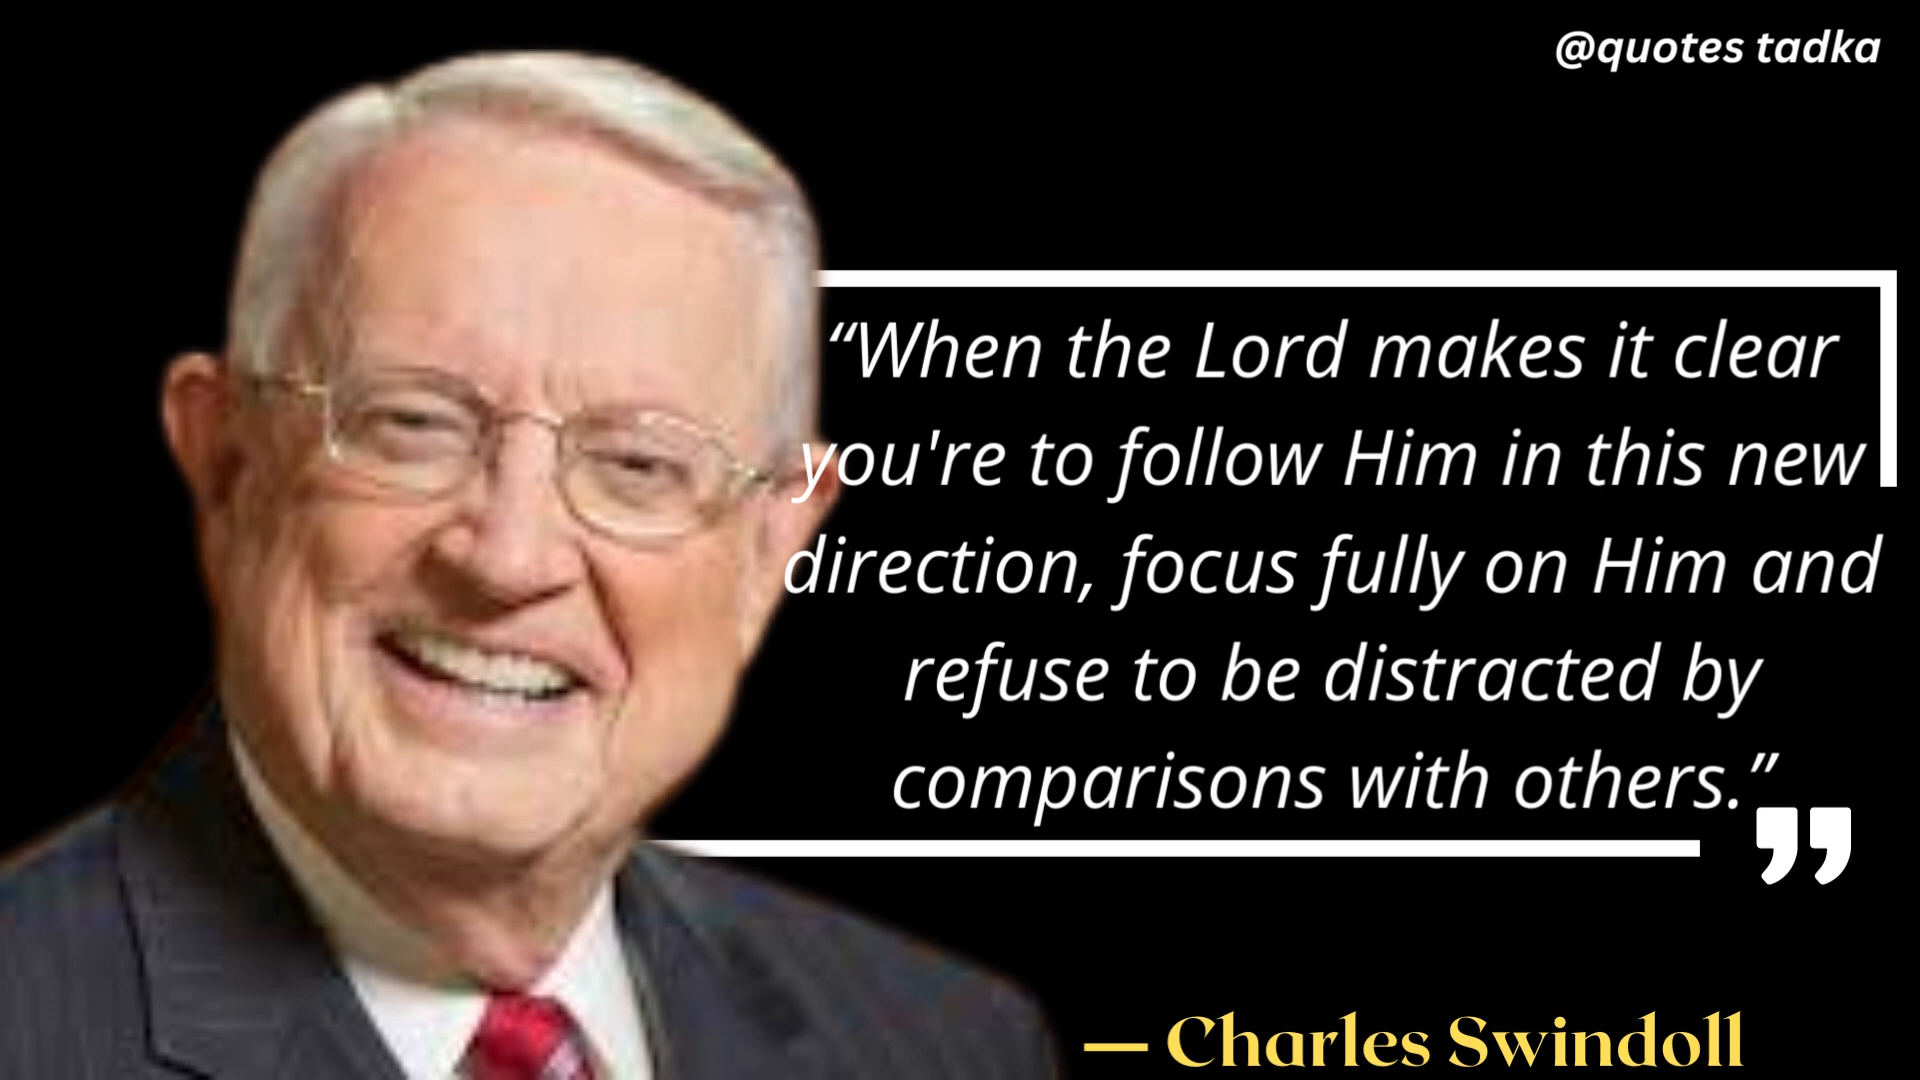 @quotes tadka
“When the Lord makes it clear
you're to follow Him in this new
direction, focus fully on Him and
refuse to be distracted by
comparisons with others.”
”
— Charles Swindoll